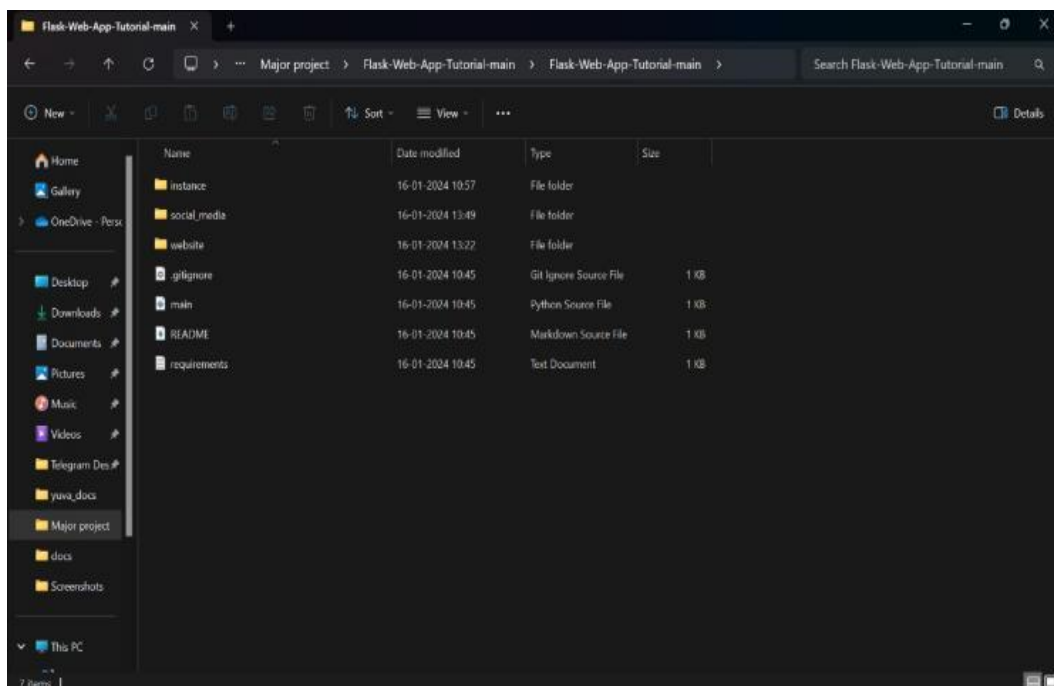 Flask-Web-App-Tutorial-main
Major project > Flask-Web-App-Tutorial-main > Flask-Web-App-Tutorial-main >
Search Flask-Web-App-Tutorial-main
New
Sort
View
Details
Name Date modified Type Size
instance 16-01-2024 10:57 File folder
social_media 16-01-2024 13:49 File folder
website 16-01-2024 13:22 File folder
.gitignore 16-01-2024 10:45 Git Ignore Source File 1 KB
main 16-01-2024 10:45 Python Source File 1 KB
README 16-01-2024 10:45 Markdown Source File 1 KB
requirements 16-01-2024 10:45 Text Document 1 KB
Home
Gallery
OneDrive - Persc
Desktop
Downloads
Documents
Pictures
Music
Videos
Telegram Des
yuva_docs
Major project
docs
Screenshots
This PC
7 items